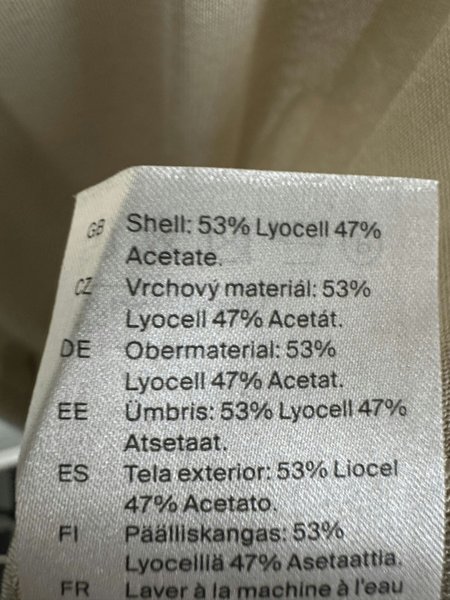 GB Shell: 53% Lyocell 47%
Acetate.
CZ Vrchový materiál: 53%
Lyocell 47% Acetát.
DE Obermaterial: 53%
Lyocell 47% Acetat.
EE Ümbris: 53% Lyocell 47%
Atsetaat.
ES Tela exterior: 53% Liocel
47% Acetato.
FI Päälliskangas: 53%
Lyocelliä 47% Asetaattia.
FR Laver à la machine à l'eau